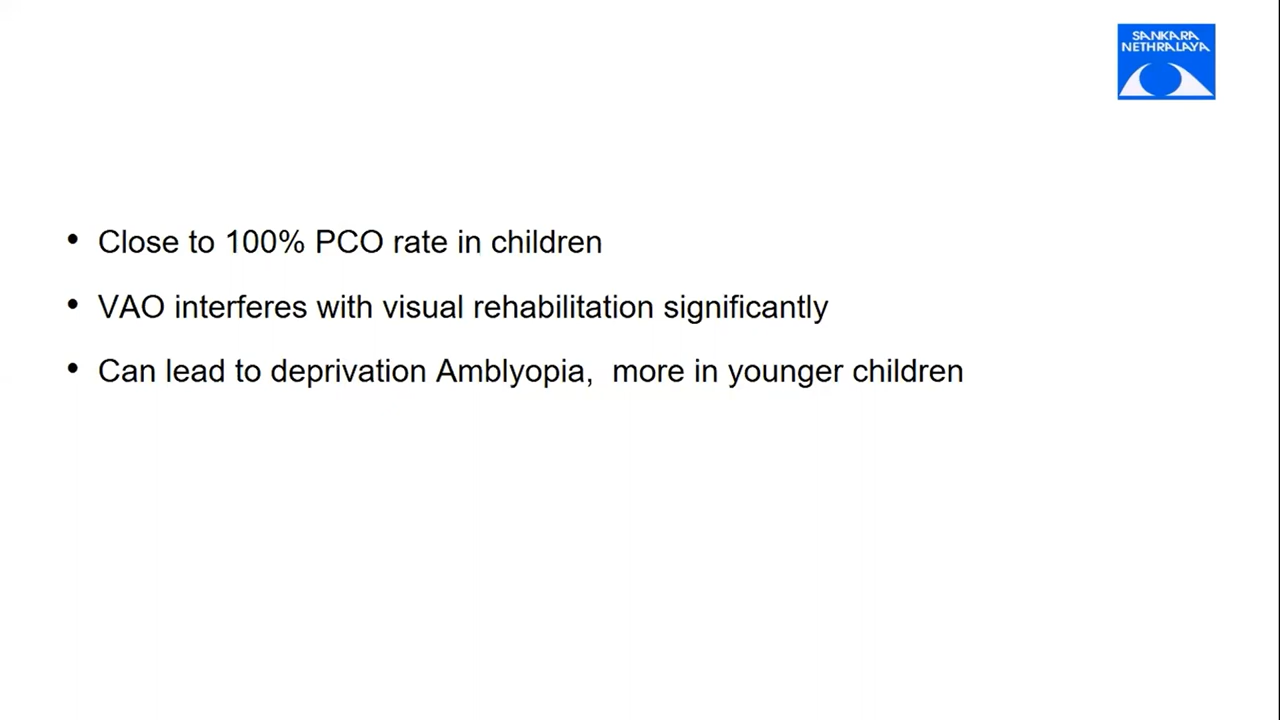 SANKARA
NETHRALAYA
• Close to 100% PCO rate in children
• VAO interferes with visual rehabilitation significantly
• Can lead to deprivation Amblyopia,  more in younger children